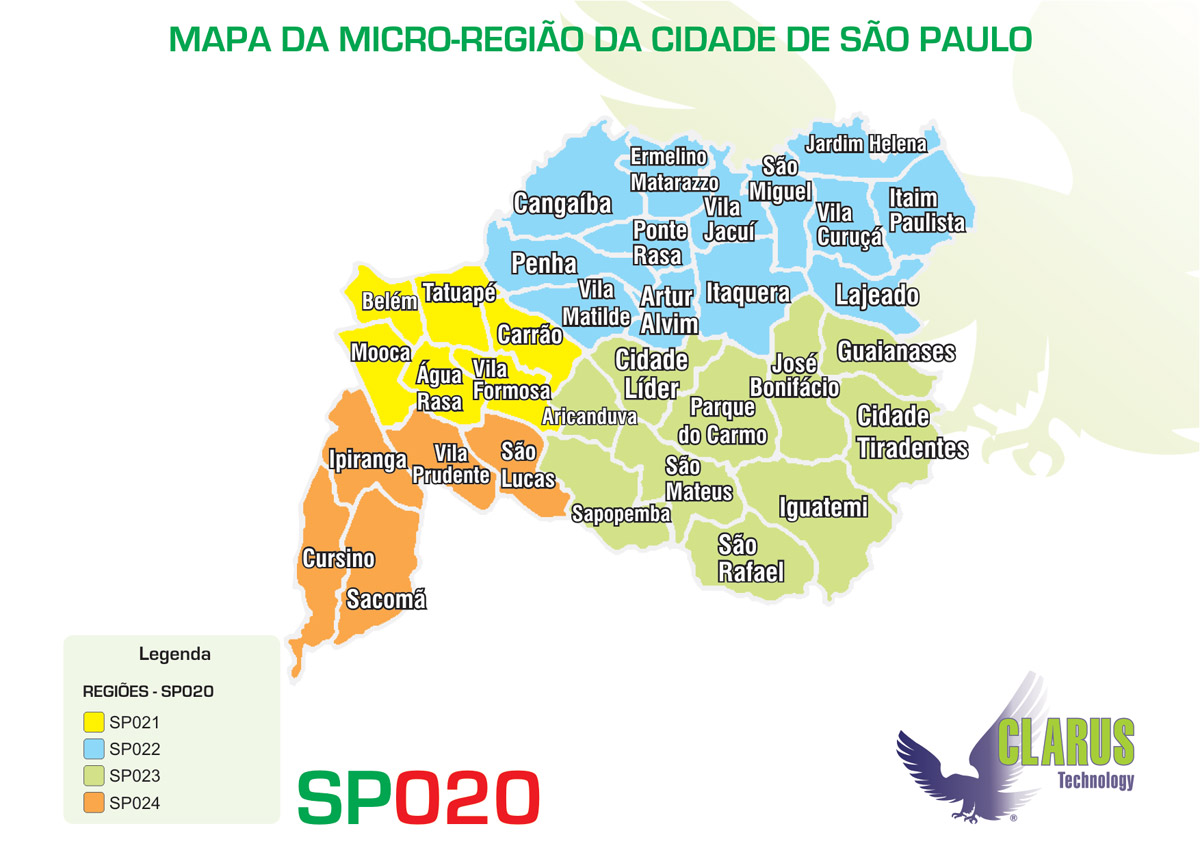 MAPA DA MICRO-REGIÃO DA CIDADE DE SÃO PAULO
Jardim Helena
Ermelino
Matarazzo
São
Miguel
Itaim
Paulista
Cangaíba
Vila
Jacuí
Vila
Curuçá
Ponte
Rasa
Penha
Vila
Matilde
Artur
Alvim
Itaquera
Lajeado
Belém
Tatuapé
Carrão
Mooca
Água
Rasa
Vila
Formosa
Cidade
Líder
José
Bonifácio
Guaianases
Aricanduva
Parque
do Carmo
Cidade
Tiradentes
Ipiranga
Vila
Prudente
São
Lucas
São
Mateus
Sapopemba
Iguatemi
São
Rafael
Cursino
Sacomã
Legenda
REGIÕES - SP020
SP021
SP022
SP023
SP024
SP020
CLARUS
Technology
®